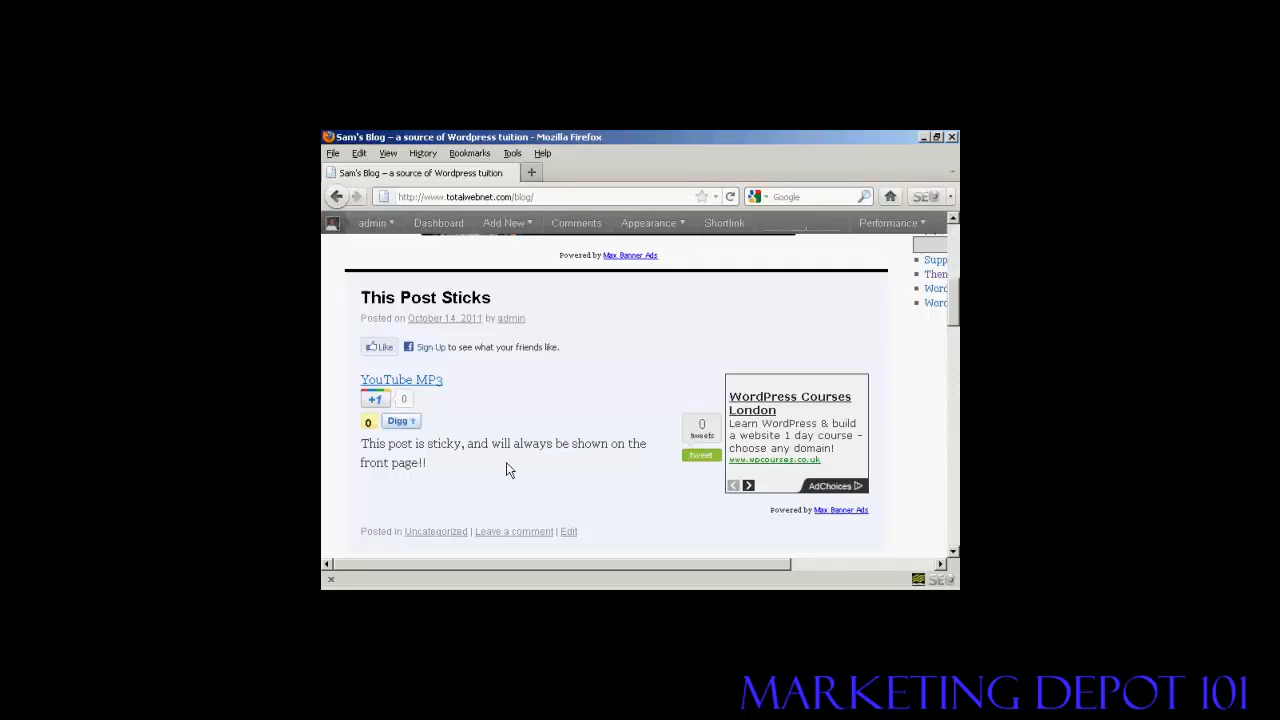 Sam's Blog – a source of Wordpress tuition - Mozilla Firefox
File Edit View History Bookmarks Tools Help
Sam's Blog – a source of Wordpress tuition
http://www.totalwebnet.com/blog/
Google
SEO
admin Dashboard Add New Comments Appearance Shortlink Performance
Powered by Max Banner Ads
Supp
Them
Word
Word
This Post Sticks
Posted on October 14, 2011 by admin
Like
Sign Up to see what your friends like.
YouTube MP3
+1 0
0 Digg
This post is sticky, and will always be shown on the
front page!!
0
tweets
tweet
WordPress Courses
London
Learn WordPress & build
a website 1 day course –
choose any domain!
www.wpcourses.co.uk
AdChoices
Powered by Max Banner Ads
Posted in Uncategorized | Leave a comment | Edit
SEO
MARKETING DEPOT 101